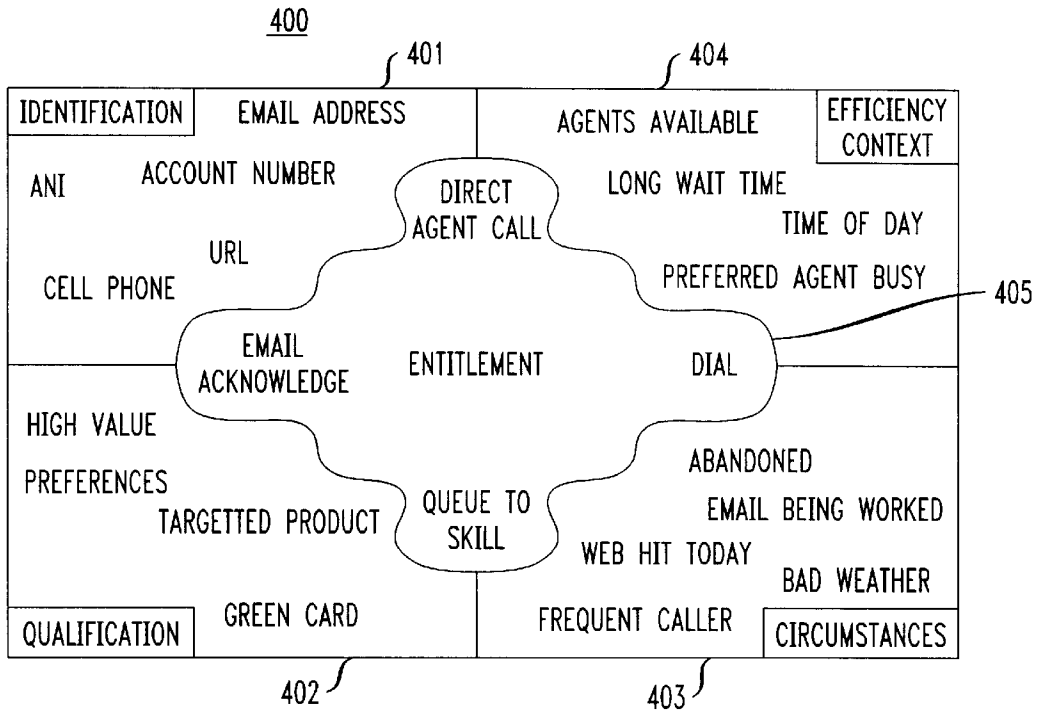 400
401
404
IDENTIFICATION
EMAIL ADDRESS
ANI
ACCOUNT NUMBER
URL
CELL PHONE
AGENTS AVAILABLE
EFFICIENCY
CONTEXT
LONG WAIT TIME
TIME OF DAY
PREFERRED AGENT BUSY
405
DIRECT
AGENT CALL
EMAIL
ACKNOWLEDGE
ENTITLEMENT
DIAL
QUEUE TO
SKILL
HIGH VALUE
PREFERENCES
TARGETTED PRODUCT
GREEN CARD
QUALIFICATION
ABANDONED
EMAIL BEING WORKED
WEB HIT TODAY
BAD WEATHER
FREQUENT CALLER
CIRCUMSTANCES
402
403